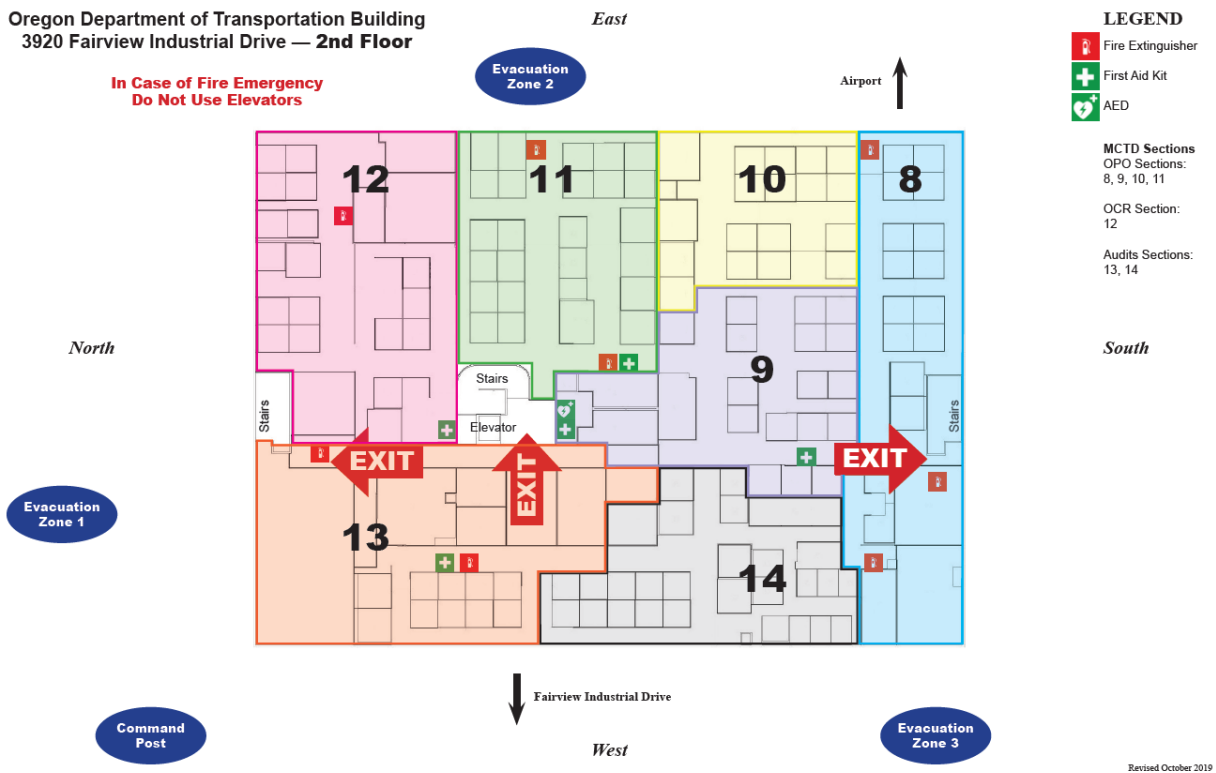 Oregon Department of Transportation Building
3920 Fairview Industrial Drive — 2nd Floor
In Case of Fire Emergency
Do Not Use Elevators
East
Evacuation
Zone 2
Airport
LEGEND
Fire Extinguisher
First Aid Kit
AED
MCTD Sections
OPO Sections:
8, 9, 10, 11
OCR Section:
12
Audits Sections:
13, 14
12
11
10
8
North
South
9
Stairs
Stairs
Elevator
Stairs
EXIT
EXIT
EXIT
Evacuation
Zone 1
13
14
Fairview Industrial Drive
Command
Post
West
Evacuation
Zone 3
Revised October 2019